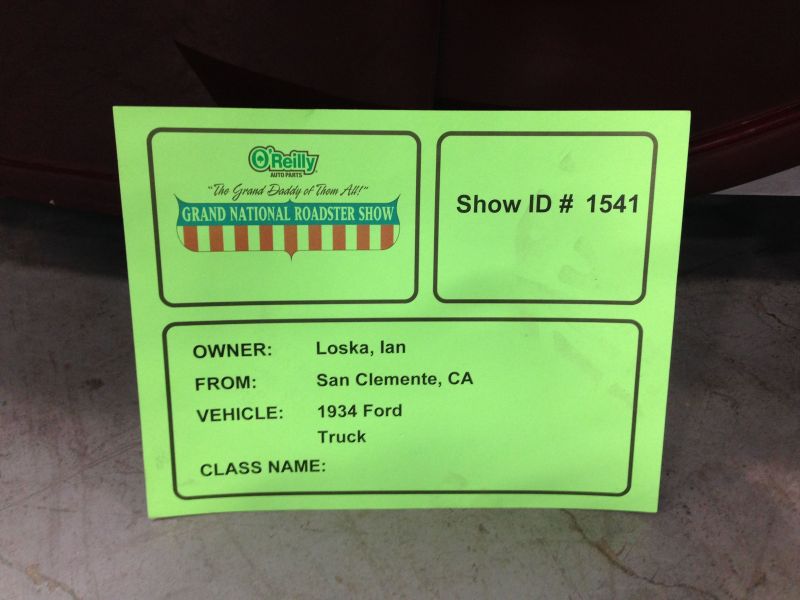 O'Reilly
AUTO PARTS
"The Grand Daddy of Them All!"
GRAND NATIONAL ROADSTER SHOW
Show ID # 1541
OWNER: Loska, Ian
FROM: San Clemente, CA
VEHICLE: 1934 Ford
Truck
CLASS NAME: